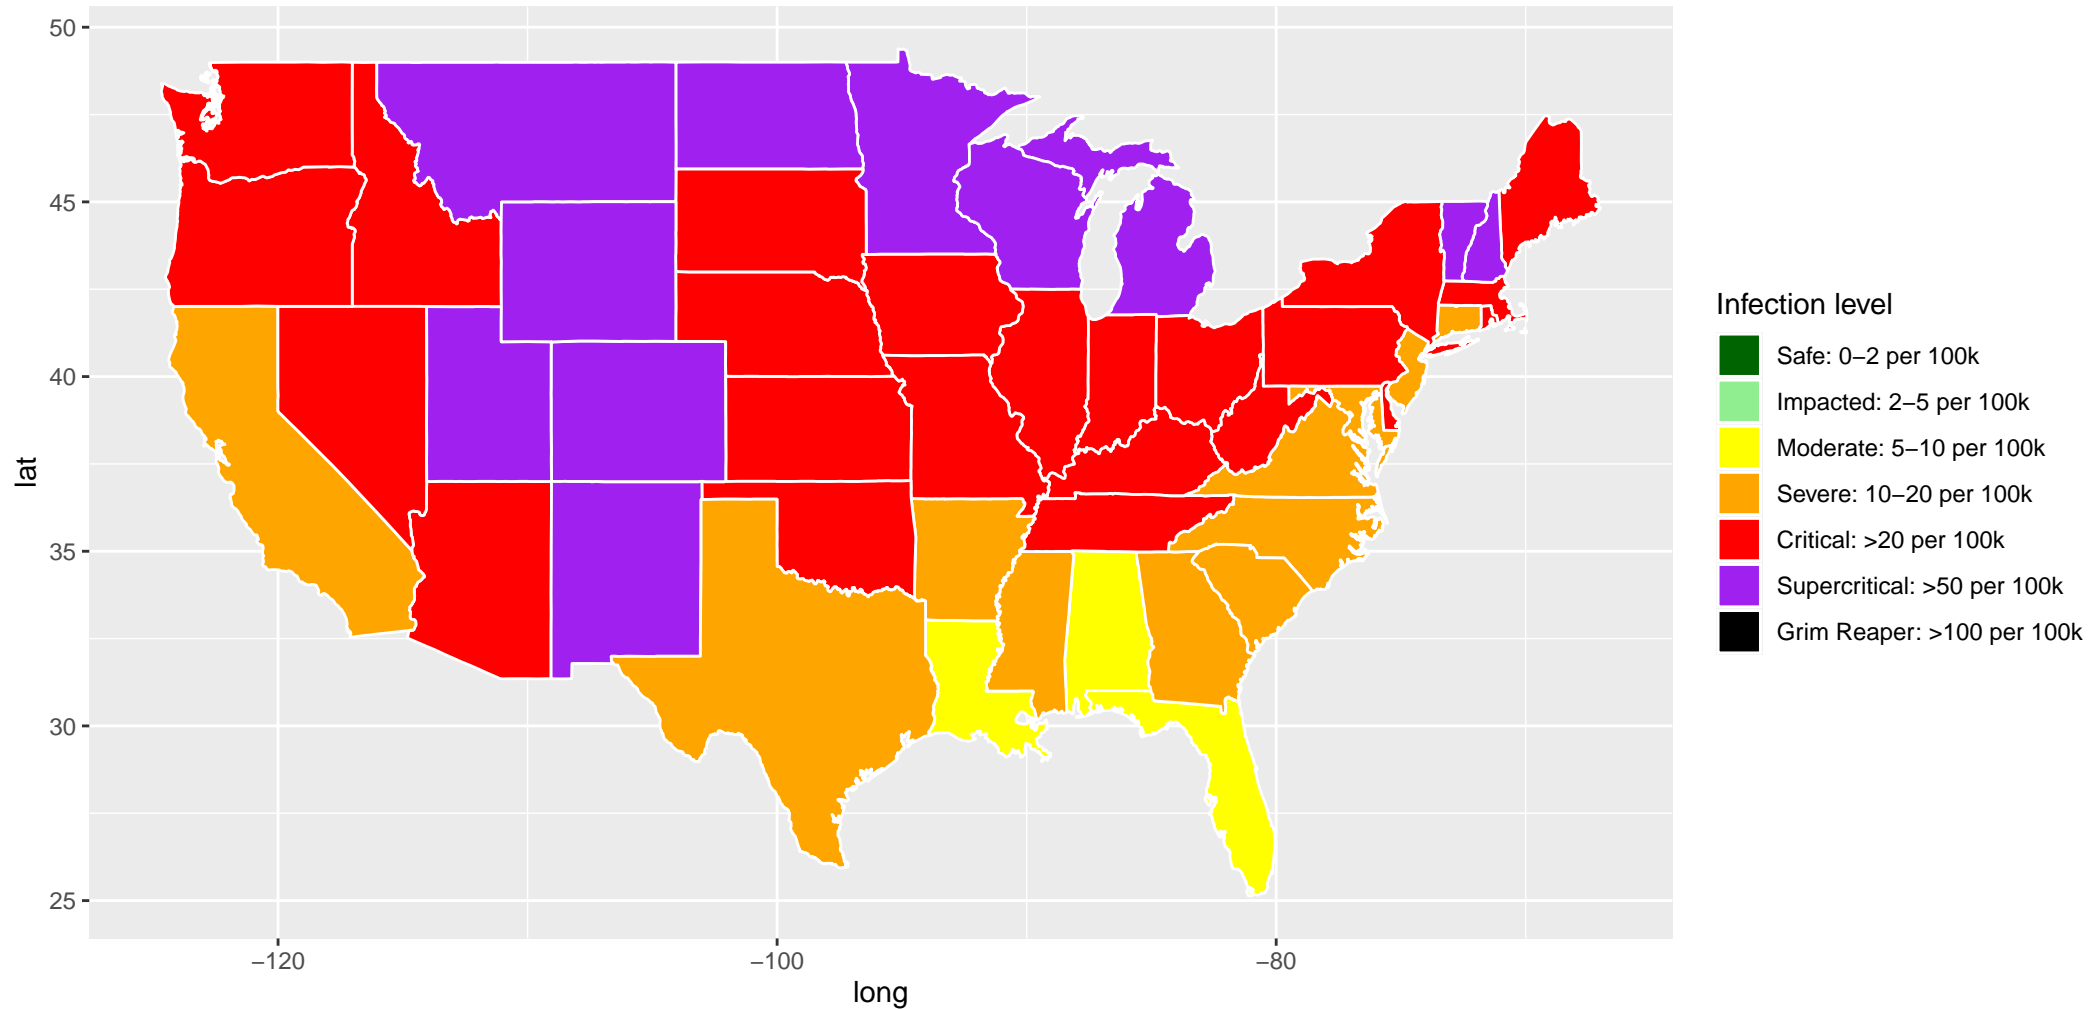 50
45
40
35
30
25
lat
−120
−100
−80
long
Infection level
Safe: 0−2 per 100k
Impacted: 2−5 per 100k
Moderate: 5−10 per 100k
Severe: 10−20 per 100k
Critical: >20 per 100k
Supercritical: >50 per 100k
Grim Reaper: >100 per 100k